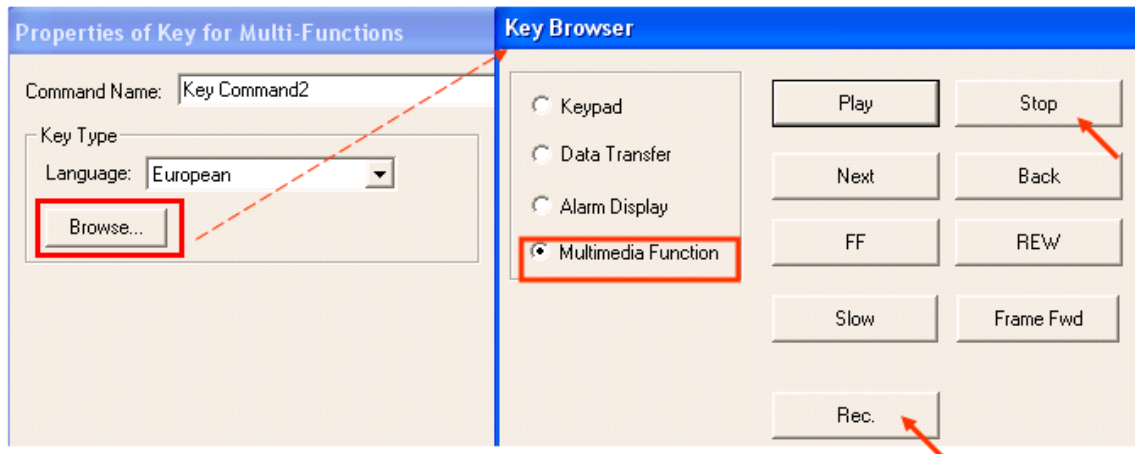 Properties of Key for Multi-Functions
Command Name: Key Command2
Key Type
Language: European
Browse...
Key Browser
Keypad
Data Transfer
Alarm Display
Multimedia Function
Play Stop
Next Back
FF REW
Slow Frame Fwd
Rec.